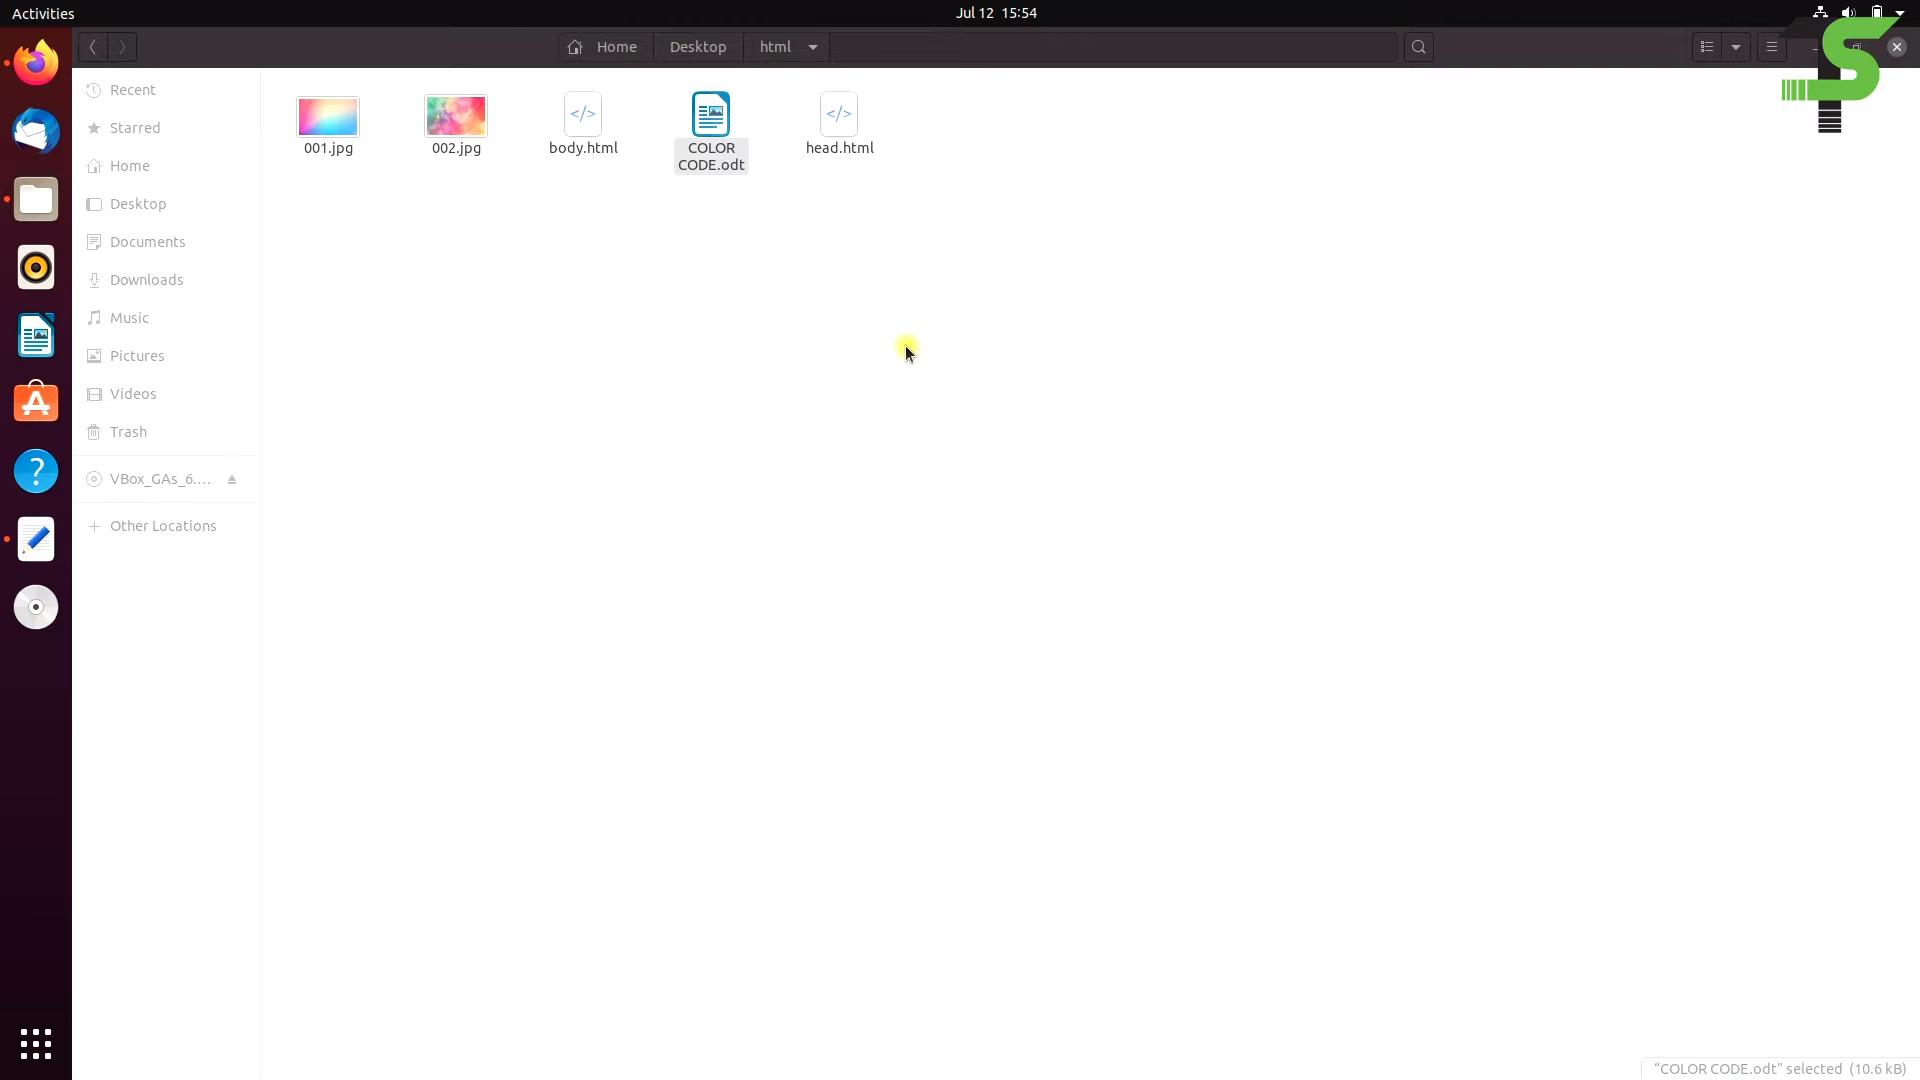 Activities
Jul 12 15:54
Home
Desktop
html
Recent
Starred
Home
Desktop
Documents
Downloads
Music
Pictures
Videos
Trash
VBox_GAs_6....
Other Locations
001.jpg
002.jpg
</>
body.html
COLOR
CODE.odt
</>
head.html
S
"COLOR CODE.odt" selected (10.6 kB)